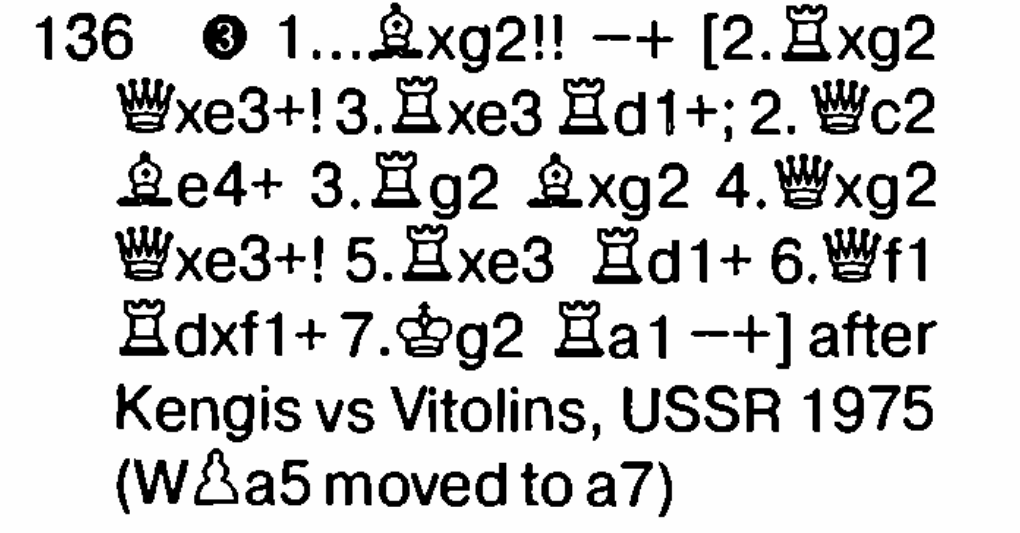 136 ❸ 1...♗xg2!! −+ [2.♖xg2
♕xe3+! 3.♖xe3 ♖d1+; 2. ♕c2
♗e4+ 3.♖g2 ♗xg2 4.♕xg2
♕xe3+! 5.♖xe3 ♖d1+ 6.♕f1
♖dxf1+ 7.♔g2 ♖a1 −+] after
Kengis vs Vitolins, USSR 1975
(W♙a5 moved to a7)